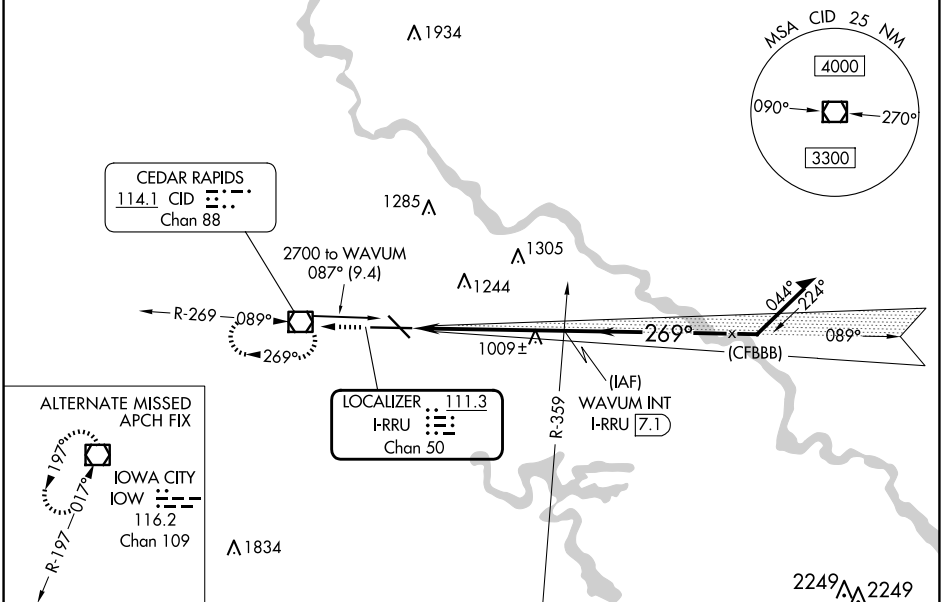 1934
MSA CID 25 NM
4000
090°
270°
3300
CEDAR RAPIDS
114.1 CID
Chan 88
1285
2700 to WAVUM
087° (9.4)
1305
1244
R-269
089°
269°
044°
224°
1009±
269°
x
089°
(CFBBB)
(IAF)
WAVUM INT
I-RRU 7.1
LOCALIZER 111.3
I-RRU
Chan 50
R-359
ALTERNATE MISSED
APCH FIX
197°
017°
R-197
IOWA CITY
IOW
116.2
Chan 109
1834
2249 2249